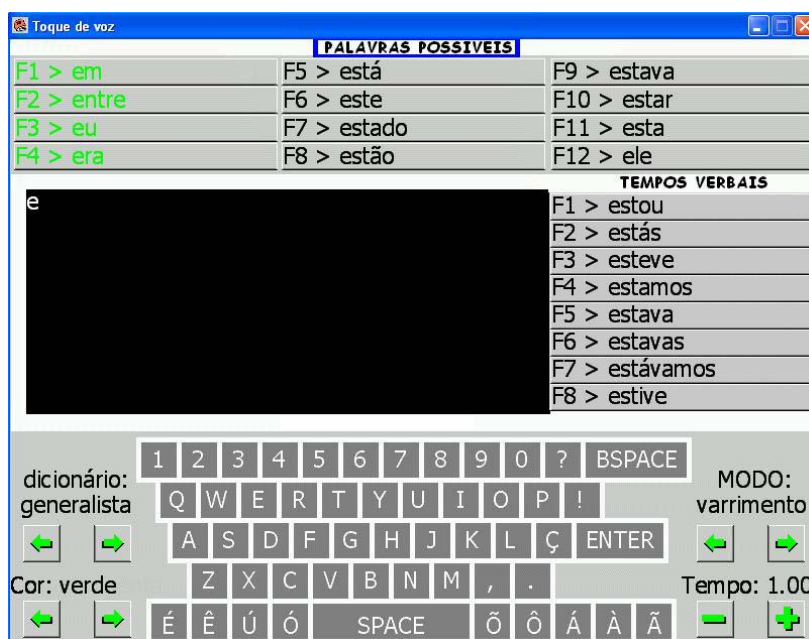 Toque de voz
PALAVRAS POSSIVEIS
F1 > em F5 > está F9 > estava
F2 > entre F6 > este F10 > estar
F3 > eu F7 > estado F11 > esta
F4 > era F8 > estão F12 > ele
e
TEMPOS VERBAIS
F1 > estou
F2 > estás
F3 > esteve
F4 > estamos
F5 > estava
F6 > estavas
F7 > estávamos
F8 > estive
dicionário:
generalista
1 2 3 4 5 6 7 8 9 0 ? BSPACE
Q W E R T Y U I O P !
A S D F G H J K L Ç ENTER
Z X C V B N M , .
É Ê Ú Ó SPACE Õ Ô Á À Ã
MODO:
varrimento
Cor: verde
Tempo: 1.00